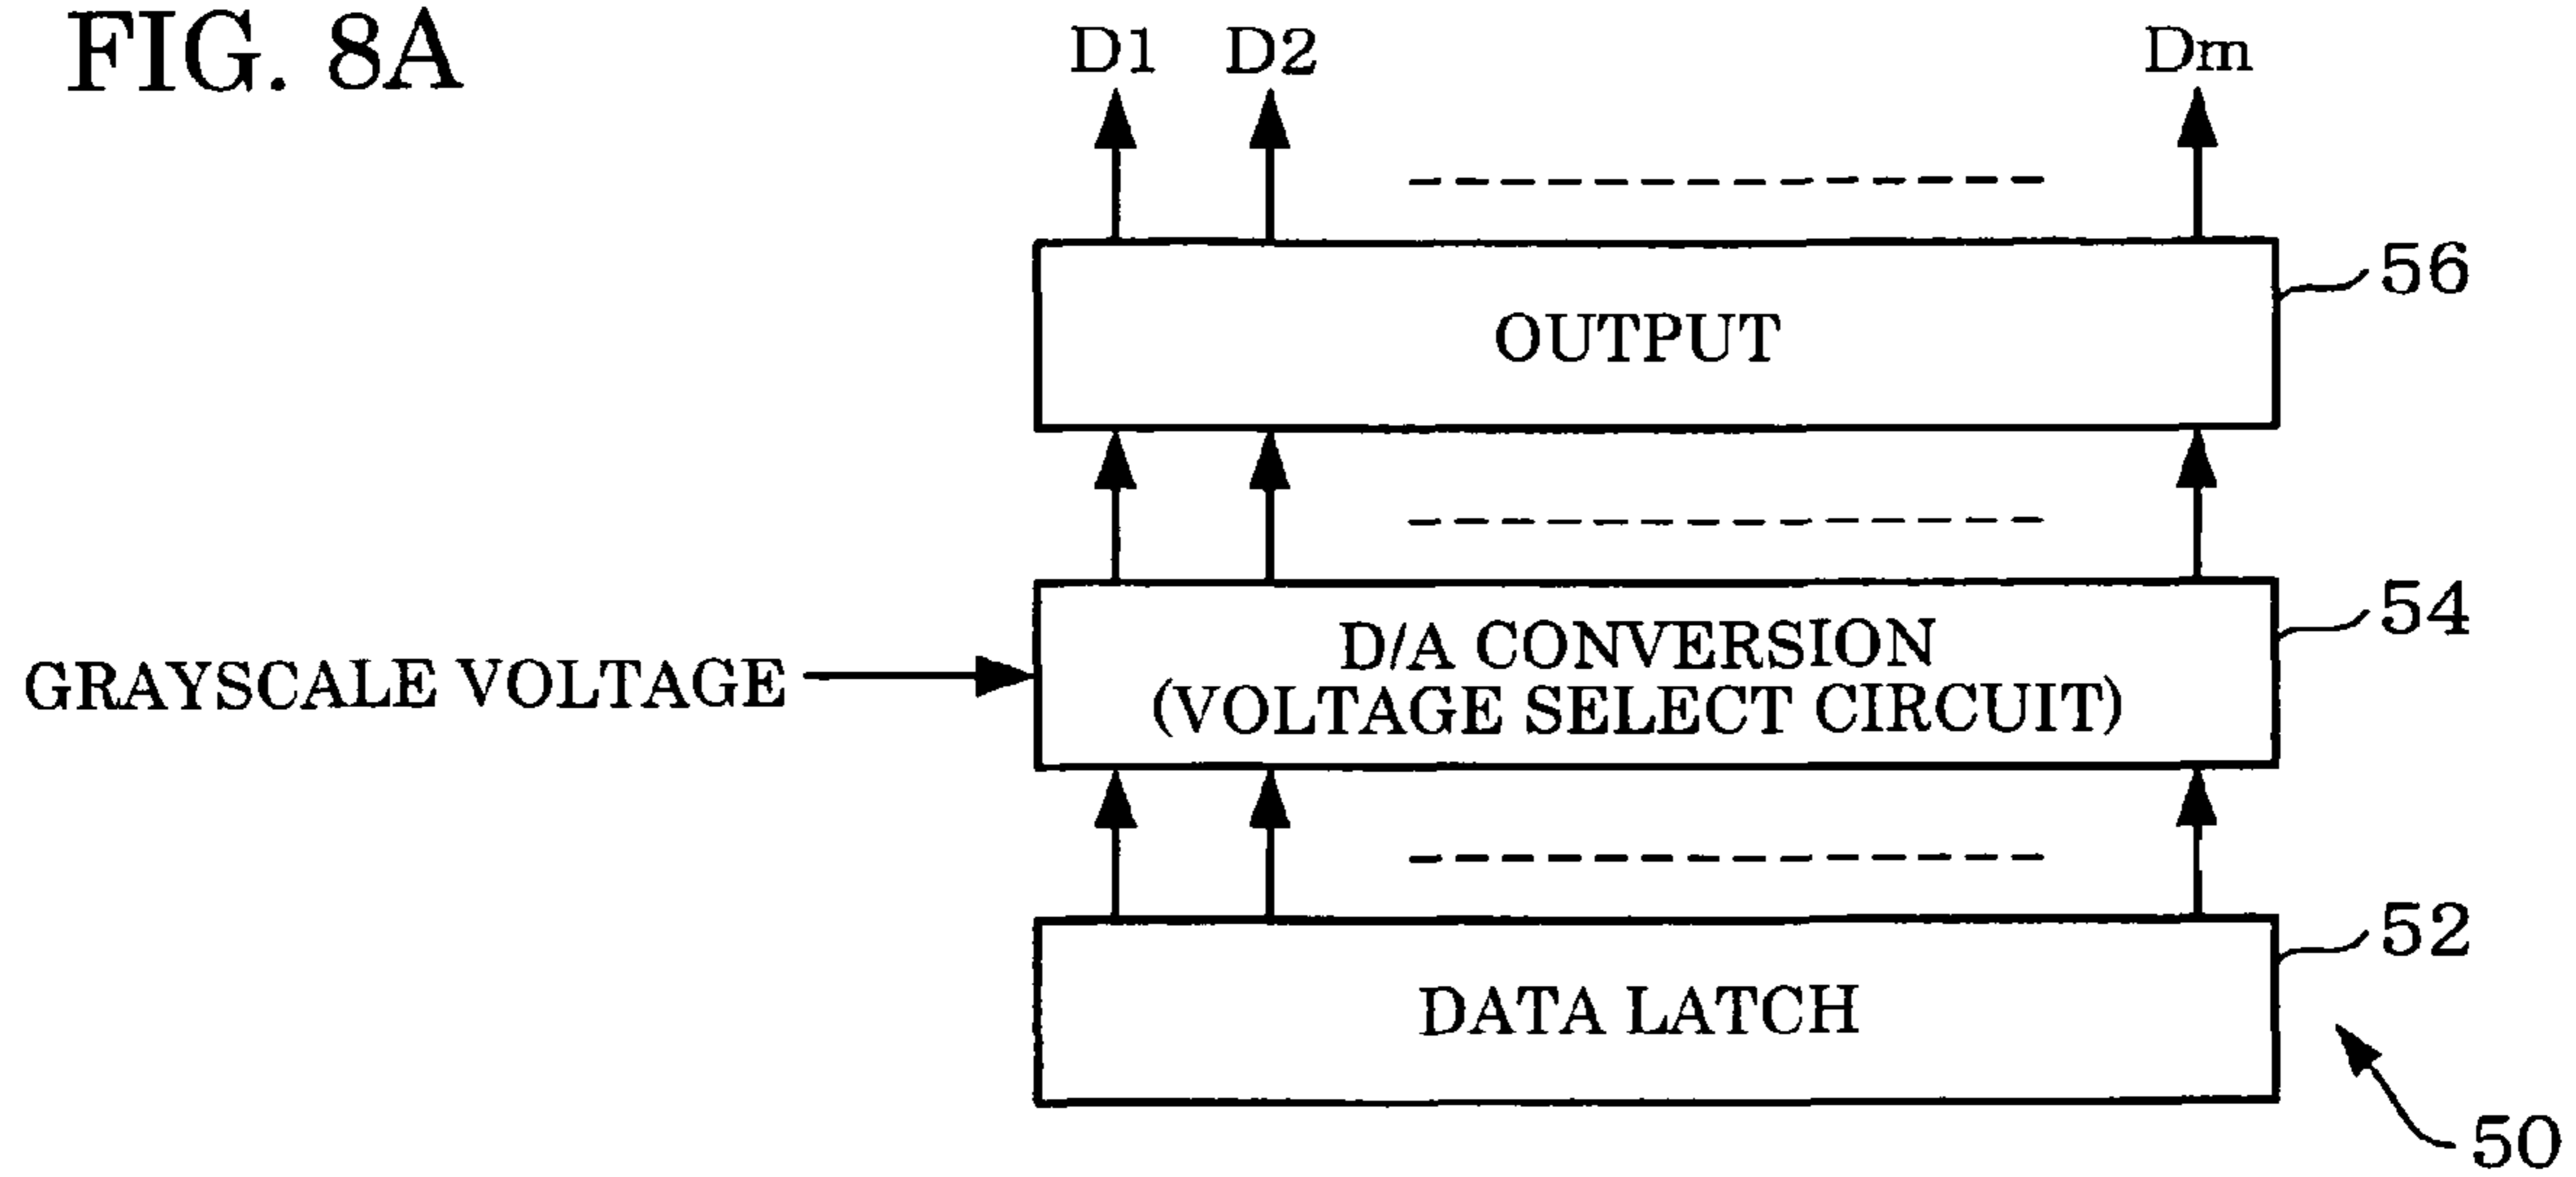 FIG. 8A
D1 D2 Dm
OUTPUT
56
D/A CONVERSION
(VOLTAGE SELECT CIRCUIT)
54
GRAYSCALE VOLTAGE
DATA LATCH
52
50